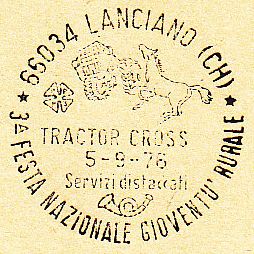 66034 LANCIANO (CH)
TRACTOR CROSS
5-9-76
Servizi distaccati
3ª FESTA NAZIONALE GIOVENTU' RURALE